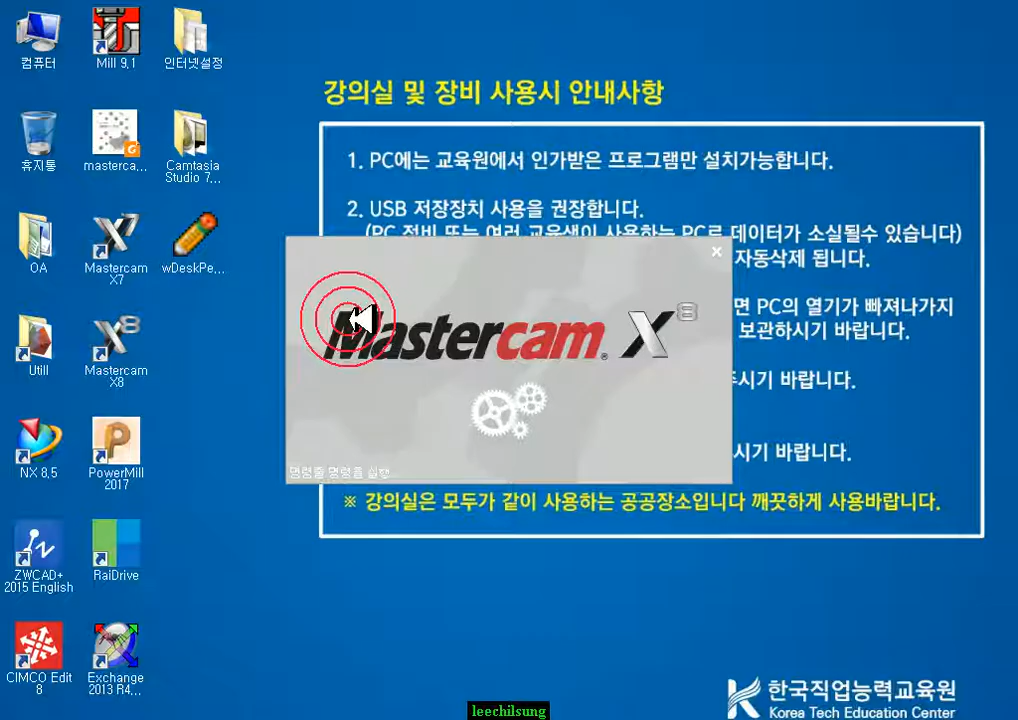 컴퓨터
Mill 9.1
인터넷설정
휴지통
masterca...
Camtasia
Studio 7...
OA
Mastercam
X7
wDeskPe...
Utill
Mastercam
X8
NX 8.5
PowerMill
2017
ZWCAD+
2015 English
RaiDrive
CIMCO Edit
8
Exchange
2013 R4...
강의실 및 장비 사용시 안내사항
1. PC에는 교육원에서 인가받은 프로그램만 설치가능합니다.
2. USB 저장장치 사용을 권장합니다.
(PC 정비 또는 여러 교육생이 사용하는 PC로 데이터가 소실될수 있습니다)
자동삭제 됩니다.
면 PC의 열기가 빠져나가지
보관하시기 바랍니다.
주시기 바랍니다.
시기 바랍니다.
※ 강의실은 모두가 같이 사용하는 공공장소입니다 깨끗하게 사용바랍니다.
Mastercam® X8
명령줄 명령을 실행...
한국직업능력교육원
Korea Tech Education Center
leechilsung